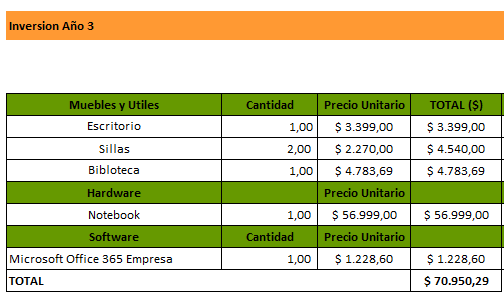 Inversion Año 3
Muebles y Utiles Cantidad Precio Unitario TOTAL ($)
Escritorio 1,00 $ 3.399,00 $ 3.399,00
Sillas 2,00 $ 2.270,00 $ 4.540,00
Bibloteca 1,00 $ 4.783,69 $ 4.783,69
Hardware Precio Unitario
Notebook 1,00 $ 56.999,00 $ 56.999,00
Software Cantidad Precio Unitario
Microsoft Office 365 Empresa 1,00 $ 1.228,60 $ 1.228,60
TOTAL $ 70.950,29